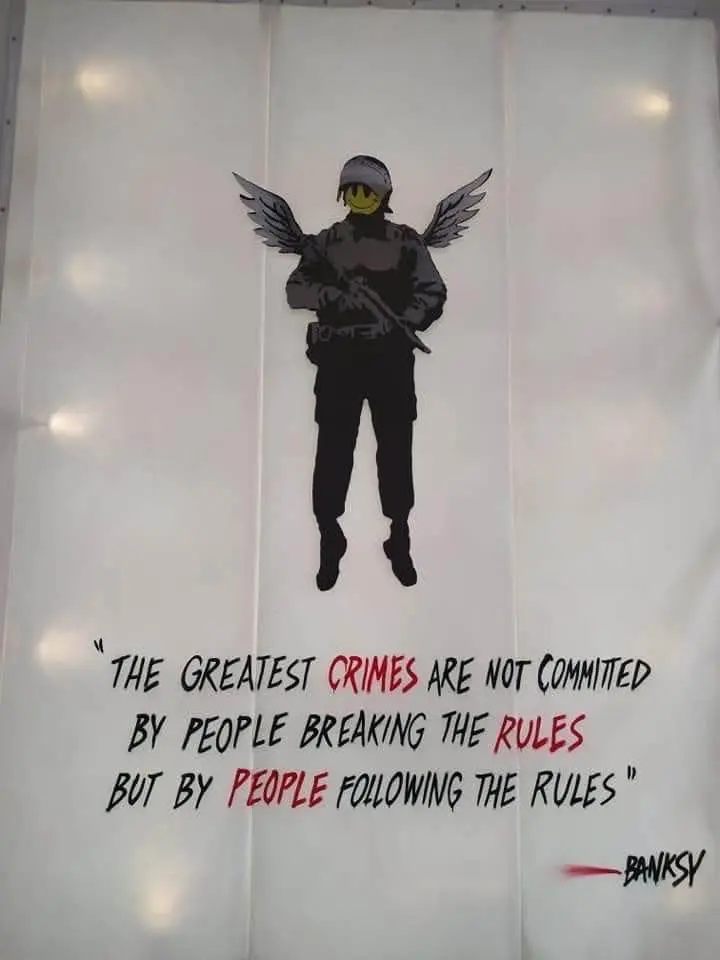 "THE GREATEST CRIMES ARE NOT COMMITTED
BY PEOPLE BREAKING THE RULES
BUT BY PEOPLE FOLLOWING THE RULES"
—BANKSY